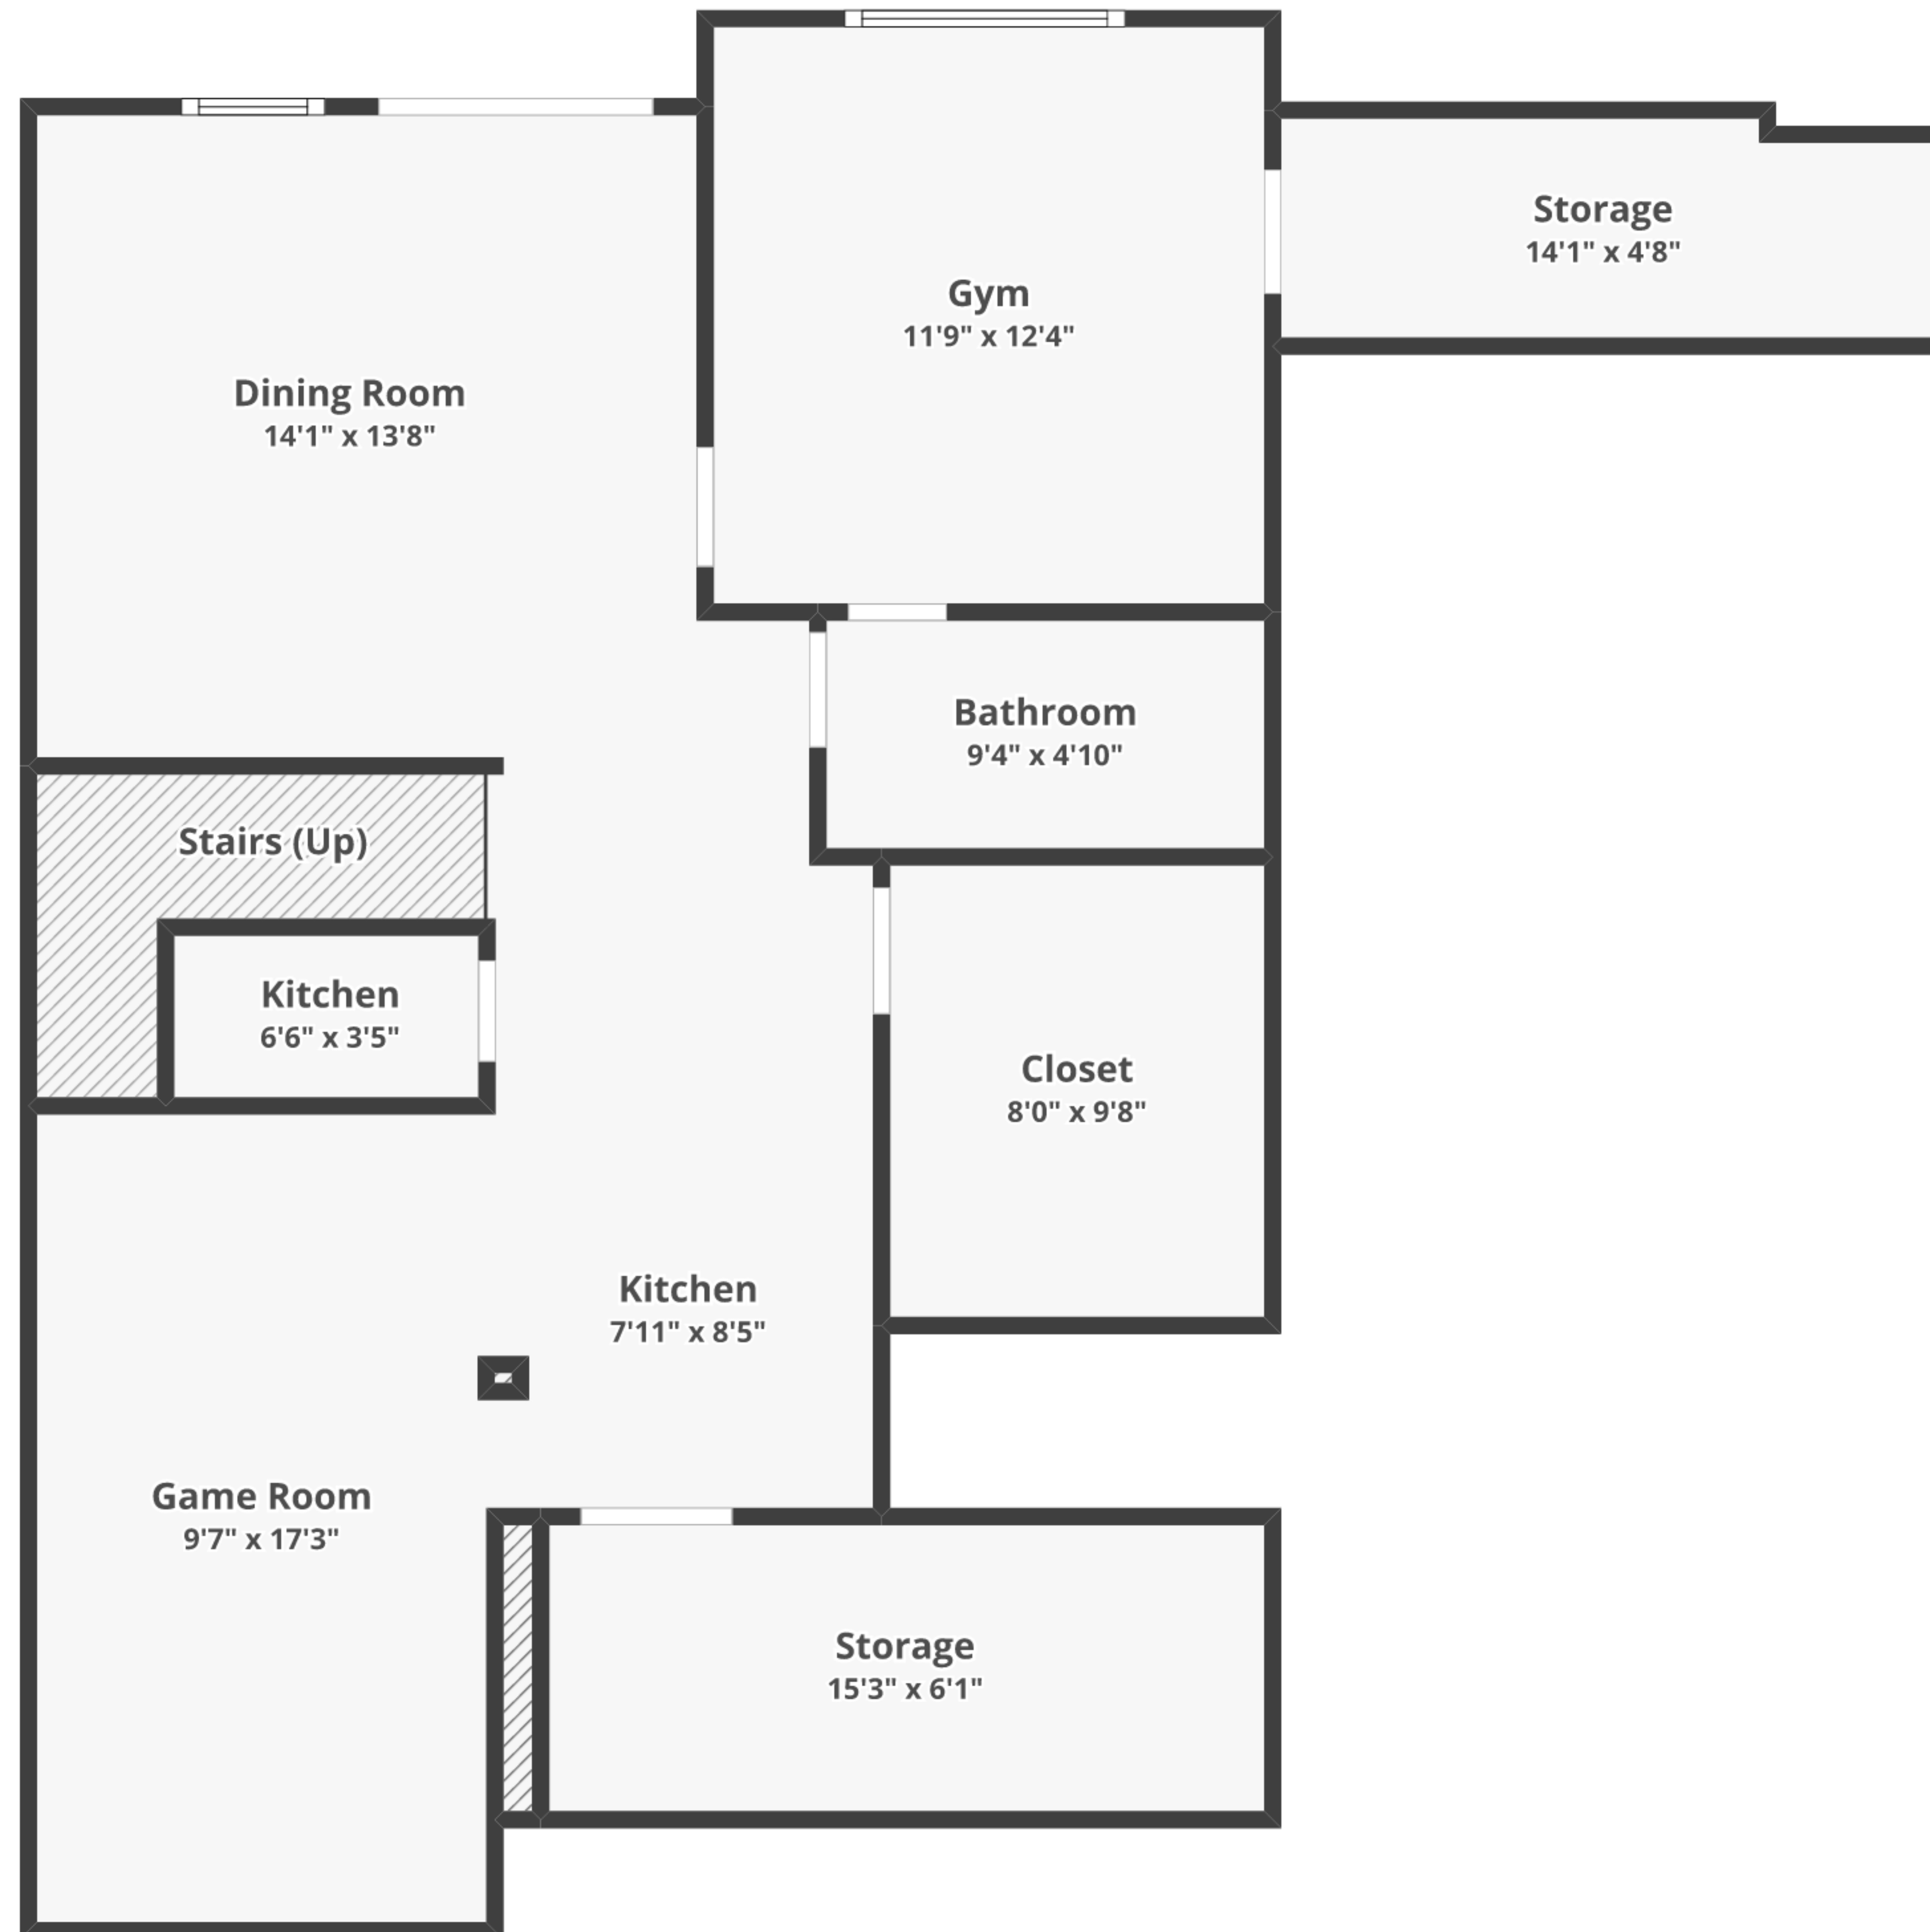 Storage
14'1" x 4'8"
Gym
11'9" x 12'4"
Dining Room
14'1" x 13'8"
Bathroom
9'4" x 4'10"
Stairs (Up)
Kitchen
6'6" x 3'5"
Closet
8'0" x 9'8"
Kitchen
7'11" x 8'5"
Game Room
9'7" x 17'3"
Storage
15'3" x 6'1"